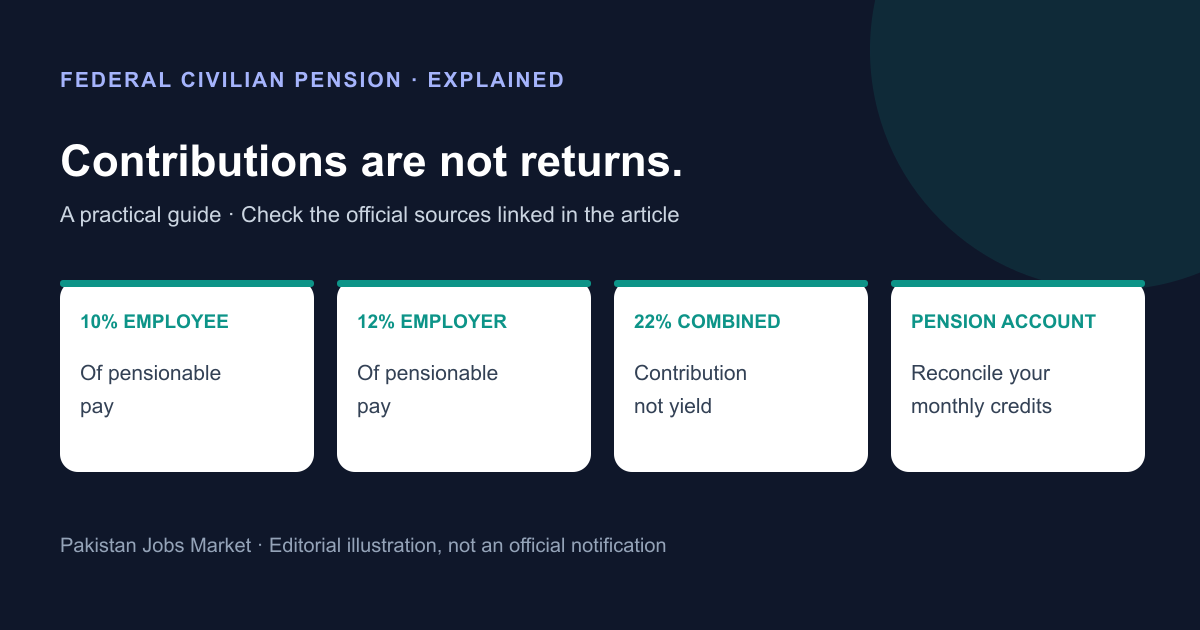 FEDERAL CIVILIAN PENSION · EXPLAINED
Contributions are not returns.
A practical guide · Check the official sources linked in the article
10% EMPLOYEE
Of pensionable
pay
12% EMPLOYER
Of pensionable
pay
22% COMBINED
Contribution
not yield
PENSION ACCOUNT
Reconcile your
monthly credits
Pakistan Jobs Market · Editorial illustration, not an official notification